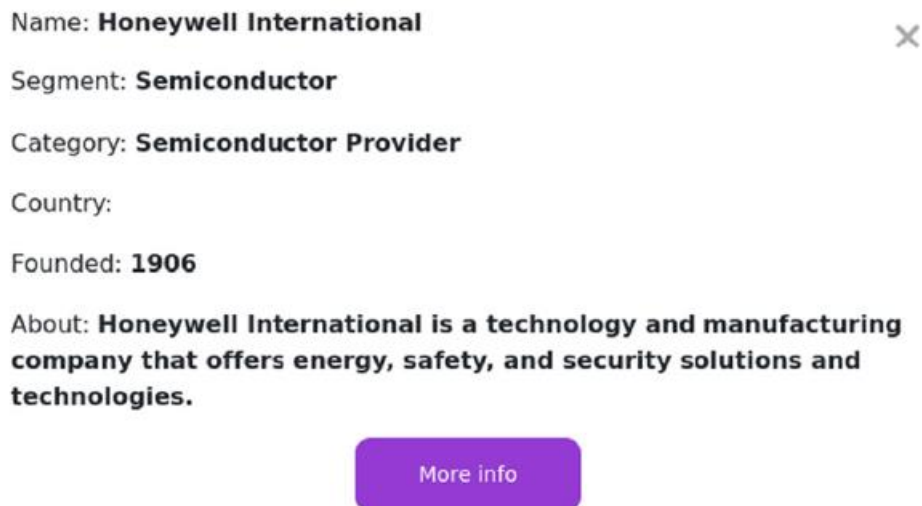 Name: Honeywell International
Segment: Semiconductor
Category: Semiconductor Provider
Country:
Founded: 1906
About: Honeywell International is a technology and manufacturing
company that offers energy, safety, and security solutions and
technologies.
More info